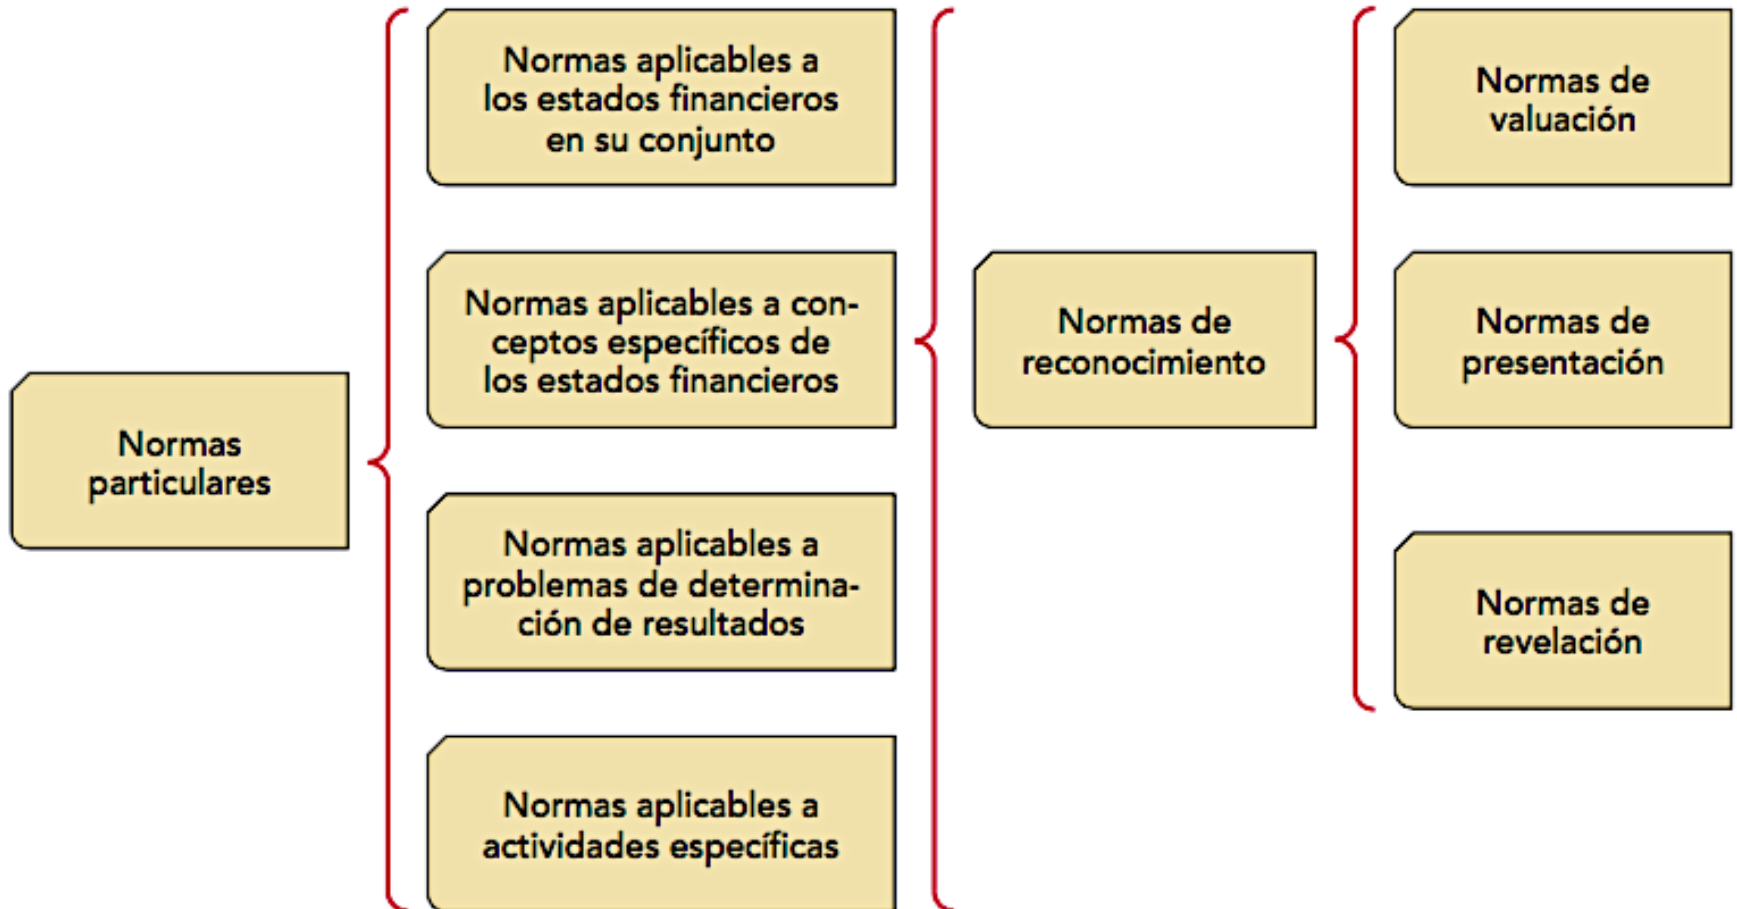 Normas
particulares
Normas aplicables a
los estados financieros
en su conjunto
Normas aplicables a con-
ceptos específicos de
los estados financieros
Normas aplicables a
problemas de determina-
ción de resultados
Normas aplicables a
actividades específicas
Normas de
reconocimiento
Normas de
valuación
Normas de
presentación
Normas de
revelación